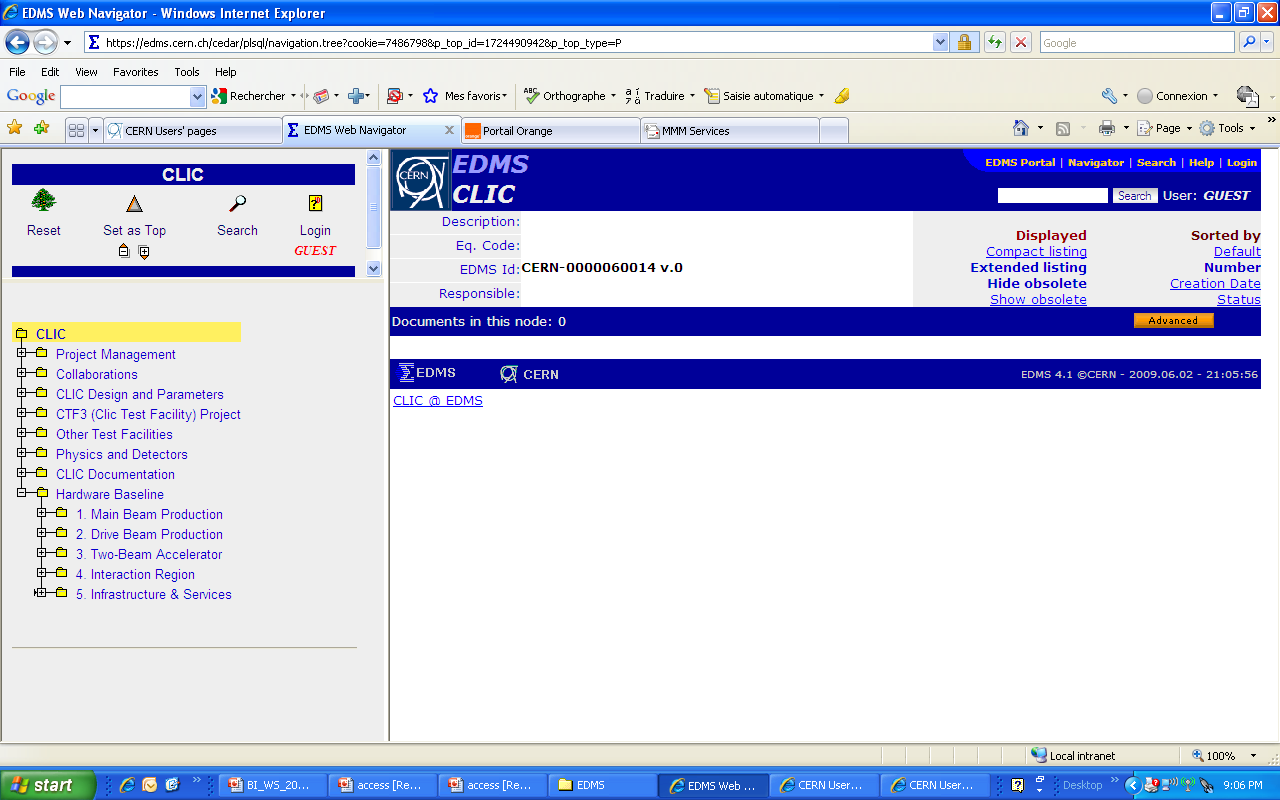 EDMS Web Navigator - Windows Internet Explorer
https://edms.cern.ch/cedar/plsql/navigation.tree?cookie=7486798&p_top_id=1724490942&p_top_type=P
Google
File Edit View Favorites Tools Help
Google Rechercher Mes favoris ABC Orthographe Traduire Saisie automatique Connexion
CERN Users' pages EDMS Web Navigator Portail Orange MMM Services Page Tools
CLIC
Reset Set as Top Search Login
GUEST
CLIC
Project Management
Collaborations
CLIC Design and Parameters
CTF3 (Clic Test Facility) Project
Other Test Facilities
Physics and Detectors
CLIC Documentation
Hardware Baseline
1. Main Beam Production
2. Drive Beam Production
3. Two-Beam Accelerator
4. Interaction Region
5. Infrastructure & Services
CERN
EDMS
CLIC
EDMS Portal | Navigator | Search | Help | Login
Search User: GUEST
Description:
Eq. Code:
EDMS Id: CERN-0000060014 v.0
Responsible:
Displayed Sorted by
Compact listing Default
Extended listing Number
Hide obsolete Creation Date
Show obsolete Status
Documents in this node: 0 Advanced
EDMS CERN EDMS 4.1 ©CERN - 2009.06.02 - 21:05:56
CLIC @ EDMS
Local intranet 100%
start BI_WS_20... access [Re... access [Re... EDMS EDMS Web ... CERN User... CERN User... Desktop 9:06 PM